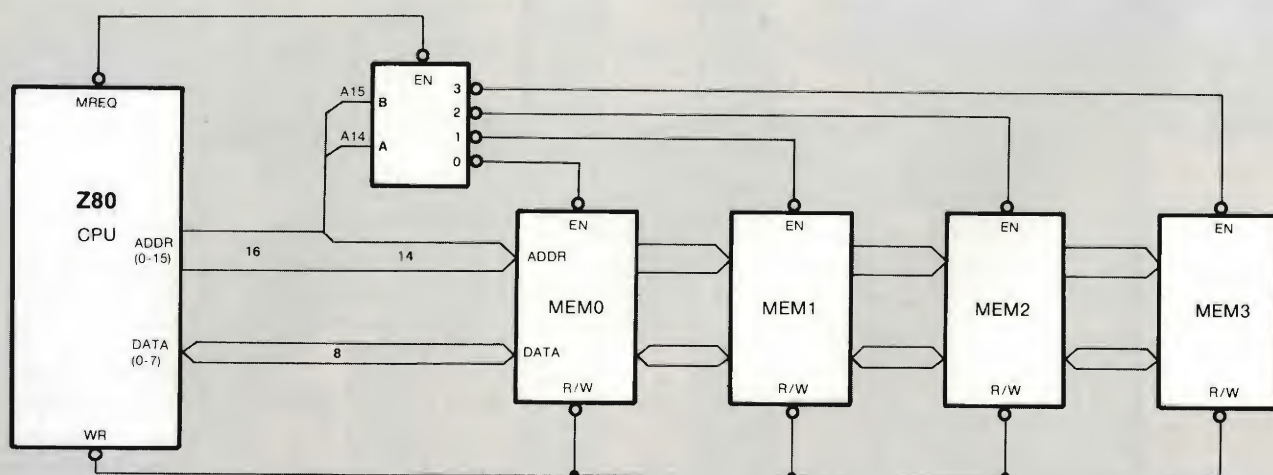 MREQ
Z80
CPU
ADDR
(0-15)
DATA
(0-7)
WR
A15
A14
EN
B
A
3
2
1
0
16
14
8
EN
ADDR
MEM0
DATA
R/W
EN
MEM1
R/W
EN
MEM2
R/W
EN
MEM3
R/W